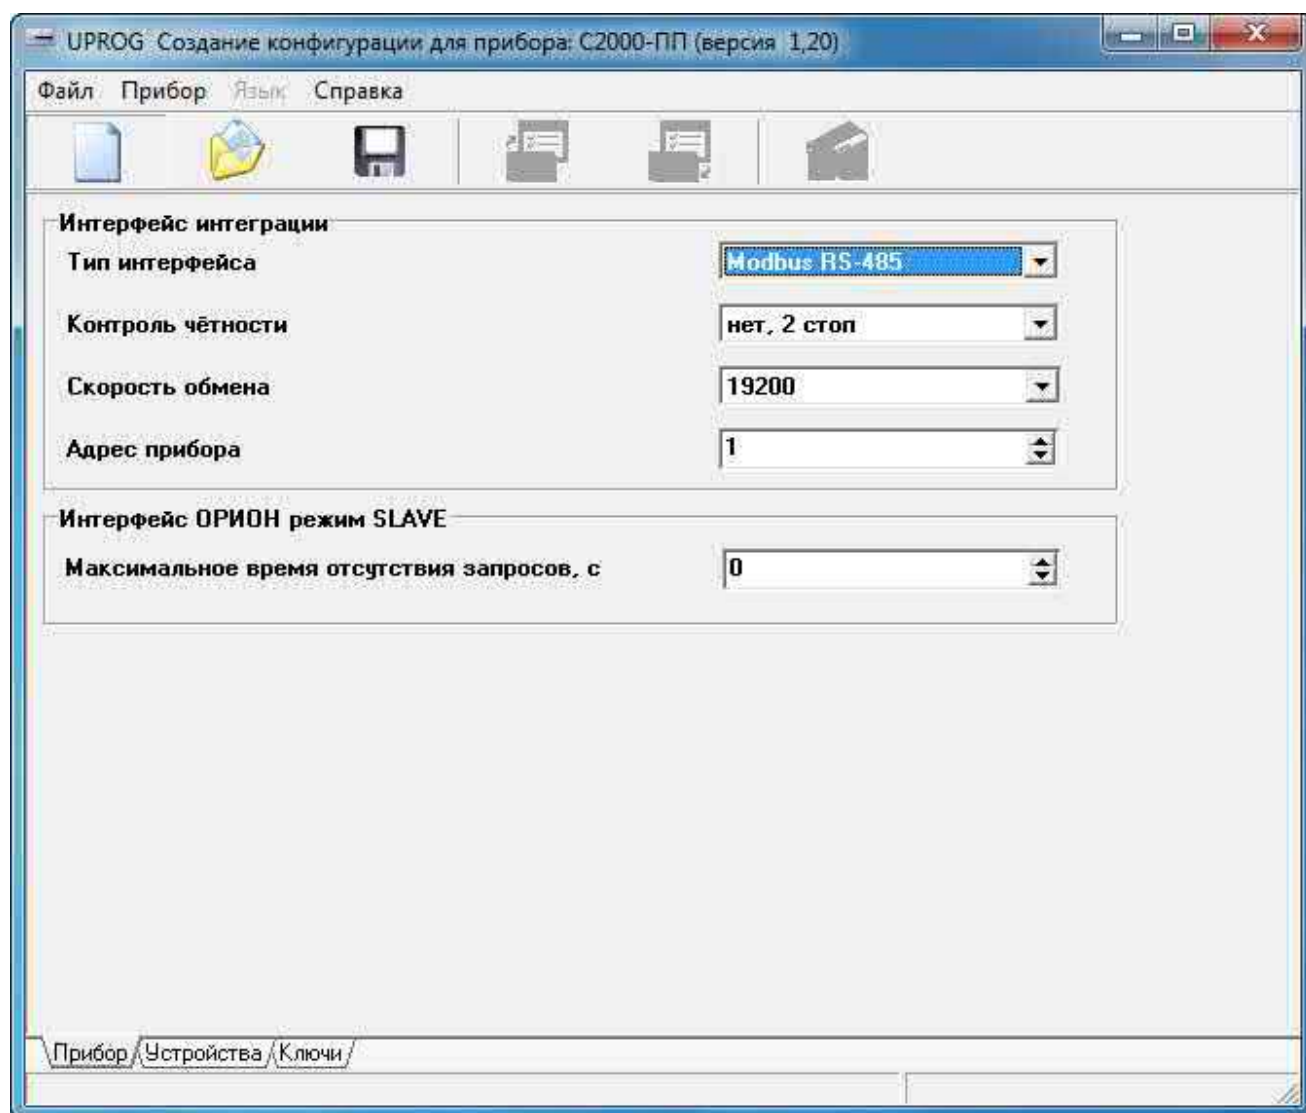 UPROG Создание конфигурации для прибора: С2000-ПП (версия 1,20)
Файл Прибор Язык Справка
Интерфейс интеграции
Тип интерфейса Modbus RS-485
Контроль чётности нет, 2 стоп
Скорость обмена 19200
Адрес прибора 1
Интерфейс ОРИОН режим SLAVE
Максимальное время отсутствия запросов, с 0
Прибор Устройства Ключи